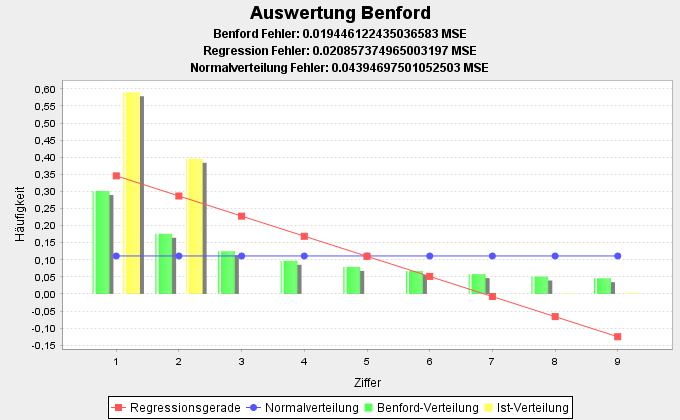 Auswertung Benford
Benford Fehler: 0.019446122435036583 MSE
Regression Fehler: 0.020857374965003197 MSE
Normalverteilung Fehler: 0.04394697501052503 MSE
Häufigkeit
0,60
0,55
0,50
0,45
0,40
0,35
0,30
0,25
0,20
0,15
0,10
0,05
0,00
-0,05
-0,10
-0,15
1 2 3 4 5 6 7 8 9
Ziffer
Regressionsgerade Normalverteilung Benford-Verteilung Ist-Verteilung